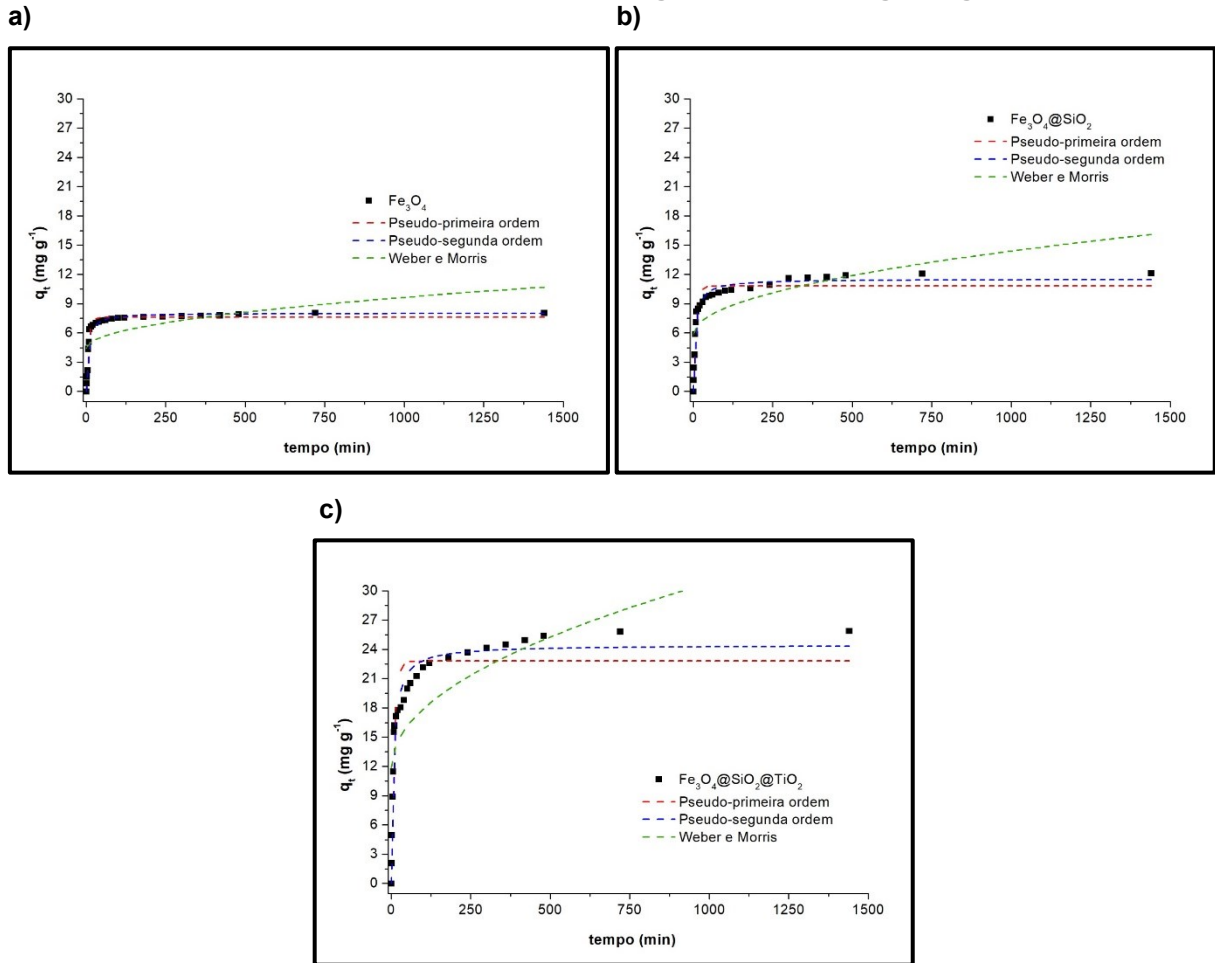 a)
30
27
24
21
18
15
12
9
6
3
0
qₜ (mg g⁻¹)
Fe₃O₄
Pseudo-primeira ordem
Pseudo-segunda ordem
Weber e Morris
0 250 500 750 1000 1250 1500
tempo (min)
b)
30
27
24
21
18
15
12
9
6
3
0
qₜ (mg g⁻¹)
Fe₃O₄@SiO₂
Pseudo-primeira ordem
Pseudo-segunda ordem
Weber e Morris
0 250 500 750 1000 1250 1500
tempo (min)
c)
30
27
24
21
18
15
12
9
6
3
0
qₜ (mg g⁻¹)
Fe₃O₄@SiO₂@TiO₂
Pseudo-primeira ordem
Pseudo-segunda ordem
Weber e Morris
0 250 500 750 1000 1250 1500
tempo (min)